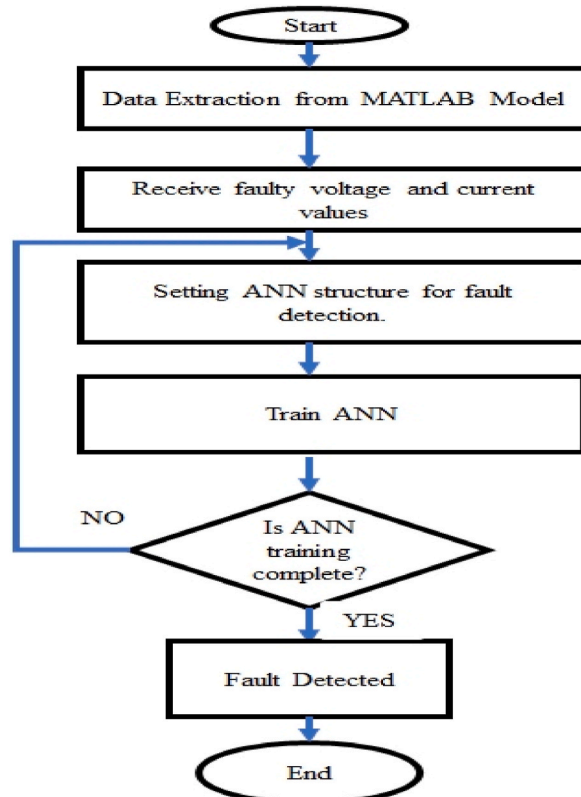 Start
Data Extraction from MATLAB Model
Receive faulty voltage and current
values
Setting ANN structure for fault
detection.
Train ANN
NO
Is ANN
training
complete?
YES
Fault Detected
End